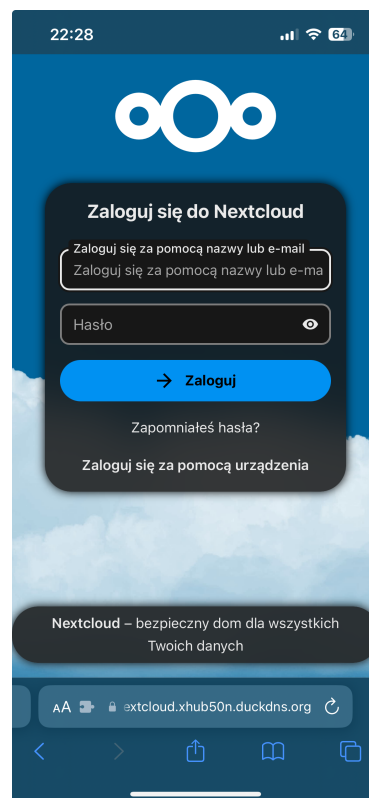 22:28
64
Zaloguj się do Nextcloud
Zaloguj się za pomocą nazwy lub e-mail
Zaloguj się za pomocą nazwy lub e-ma
Hasło
Zaloguj
Zapomniałeś hasła?
Zaloguj się za pomocą urządzenia
Nextcloud – bezpieczny dom dla wszystkich
Twoich danych
AA extcloud.xhub50n.duckdns.org